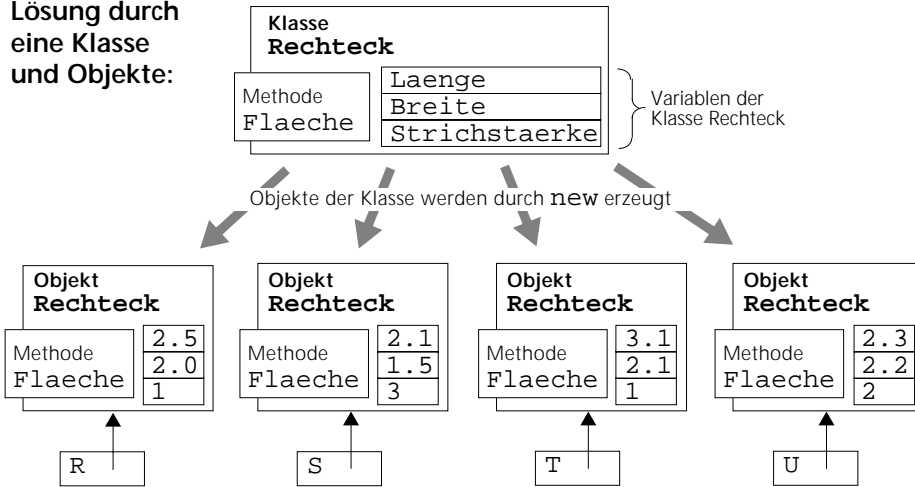 Lösung durch
eine Klasse
und Objekte:
Klasse
Rechteck
Methode
Flaeche
Laenge
Breite
Strichstaerke
Variablen der
Klasse Rechteck
Objekte der Klasse werden durch new erzeugt
Objekt
Rechteck
Methode
Flaeche
2.5
2.0
1
R
Objekt
Rechteck
Methode
Flaeche
2.1
1.5
3
S
Objekt
Rechteck
Methode
Flaeche
3.1
2.1
1
T
Objekt
Rechteck
Methode
Flaeche
2.3
2.2
2
U